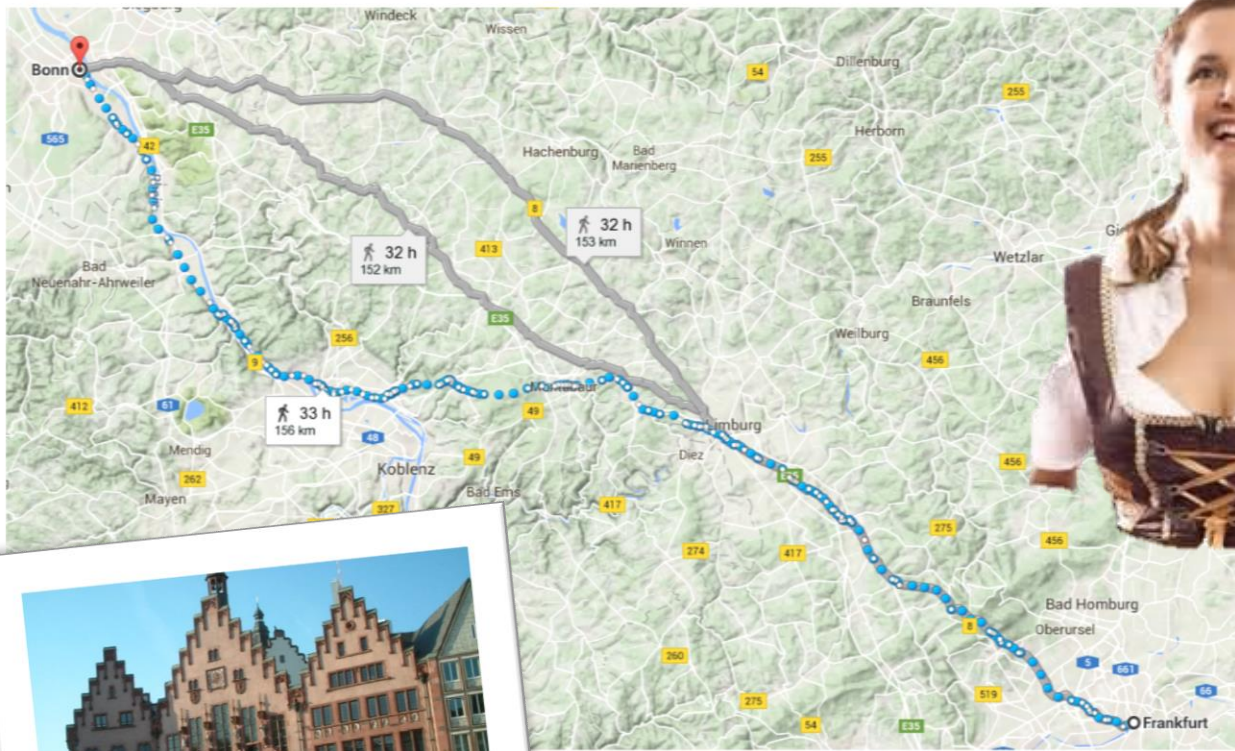 Windeck
Wissen
Bonn
54
Dillenburg
255
565
E35
42
Herborn
Hachenburg
Bad
Marienberg
255
Rhein
8
32 h
153 km
32 h
152 km
413
Winnen
Wetzlar
Bad
Neuenahr-Ahrweiler
Braunfels
E35
256
Weilburg
456
9
412
61
33 h
156 km
49
Limburg
48
Mendig
Diez
49
456
262
Koblenz
E35
Mayen
Bad Ems
327
417
275
456
274
417
Bad Homburg
8
Oberursel
260
5
661
66
275
519
54
E35
Frankfurt